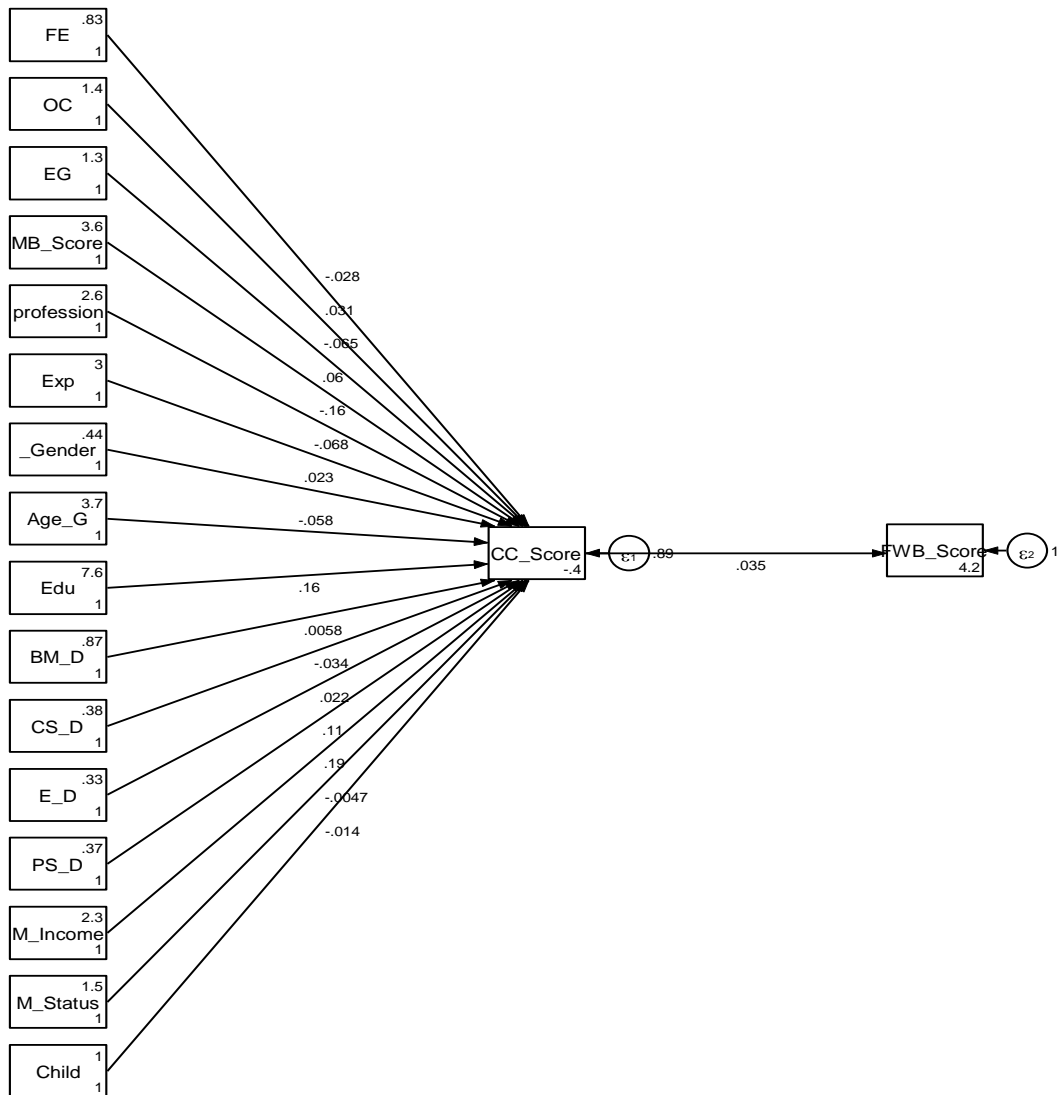 .83
FE
1
1.4
OC
1
1.3
EG
1
3.6
MB_Score
1
2.6
profession
1
3
Exp
1
.44
_Gender
1
3.7
Age_G
1
7.6
Edu
1
.87
BM_D
1
.38
CS_D
1
.33
E_D
1
.37
PS_D
1
2.3
M_Income
1
1.5
M_Status
1
1
Child
1
-.028
.031
-.065
.06
-.16
-.068
.023
-.058
.16
.0058
-.034
.022
.11
.19
-.0047
-.014
CC_Score
-.4
ε1 .89
.035
FWB_Score
4.2
ε2 1